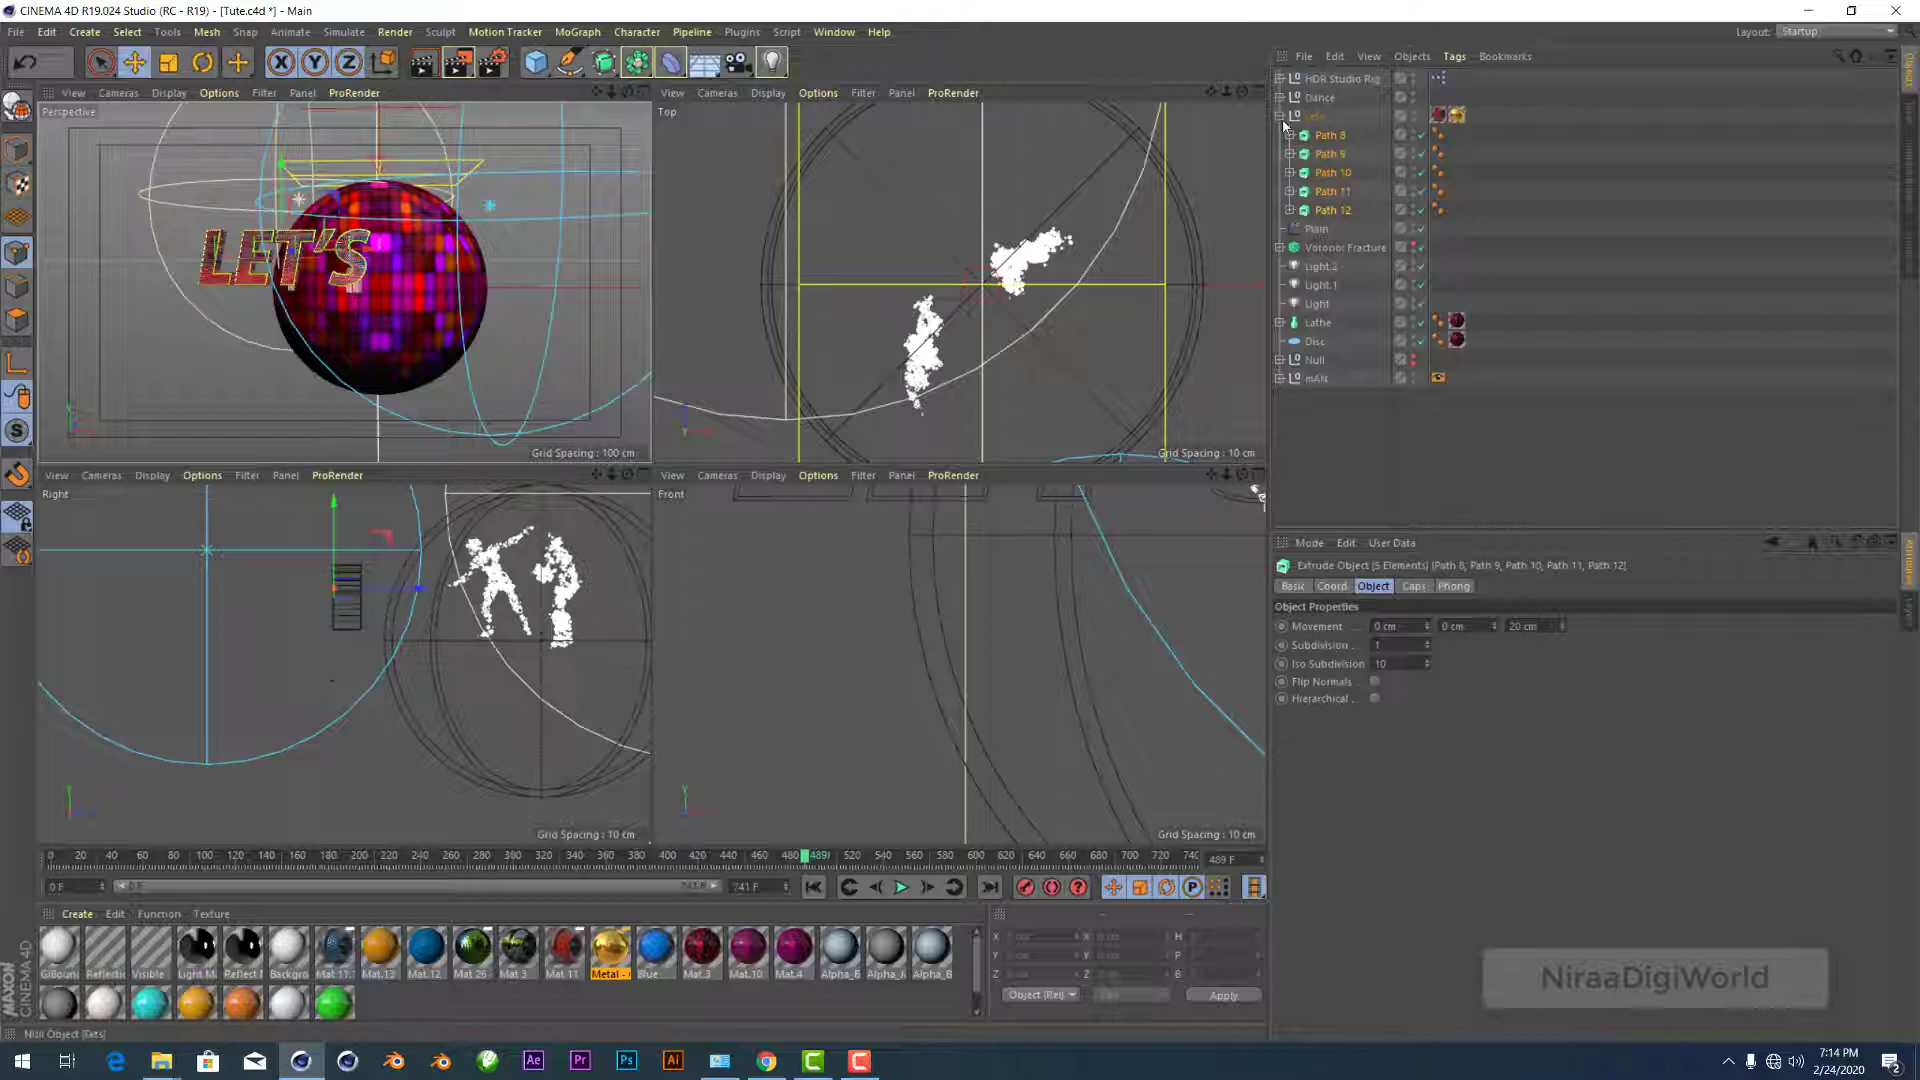 CINEMA 4D R19.024 Studio (RC - R19) - [Tute.c4d *] - Main
File Edit Create Select Tools Mesh Snap Animate Simulate Render Sculpt Motion Tracker MoGraph Character Pipeline Plugins Script Window Help
Layout: Startup
File Edit View Objects Tags Bookmarks
HDR Studio Rig
Dance
Path 8
Path 9
Path 10
Path 11
Path 12
Plain
Voronoi Fracture
Light.2
Light.1
Light
Lathe
Disc
Null
mAN
View Cameras Display Options Filter Panel ProRender
Perspective
LET'S
Grid Spacing : 100 cm
View Cameras Display Options Filter Panel ProRender
Top
Grid Spacing : 10 cm
View Cameras Display Options Filter Panel ProRender
Right
Grid Spacing : 10 cm
View Cameras Display Options Filter Panel ProRender
Front
Grid Spacing : 10 cm
Mode Edit User Data
Extrude Object [5 Elements] [Path 8, Path 9, Path 10, Path 11, Path 12]
Basic Coord Object Caps Phong
Object Properties
Movement 0 cm 0 cm 20 cm
Subdivision 1
Iso Subdivision 10
Flip Normals
Hierarchical
0 20 40 60 80 100 120 140 160 180 200 220 240 260 280 300 320 340 360 380 400 420 440 460 480 489 520 540 560 580 600 620 640 660 680 700 720 740
489 F
0 F 0 F 741 F 741 F
Create Edit Function Texture
GIBoun Reflecti Visible Light M Reflect Backgro Mat 11. Mat.13 Mat.12 Mat 26 Mat 3 Mat 11 Metal - Blue Mat.3 Mat.10 Mat.4 Alpha_E Alpha_ Alpha_B
X X H
Y Y P
Z Z B
Object (Rel) Apply
MAXON CINEMA 4D
NiraaDigiWorld
Ae Pr Ps Ai
7:14 PM
2/24/2020